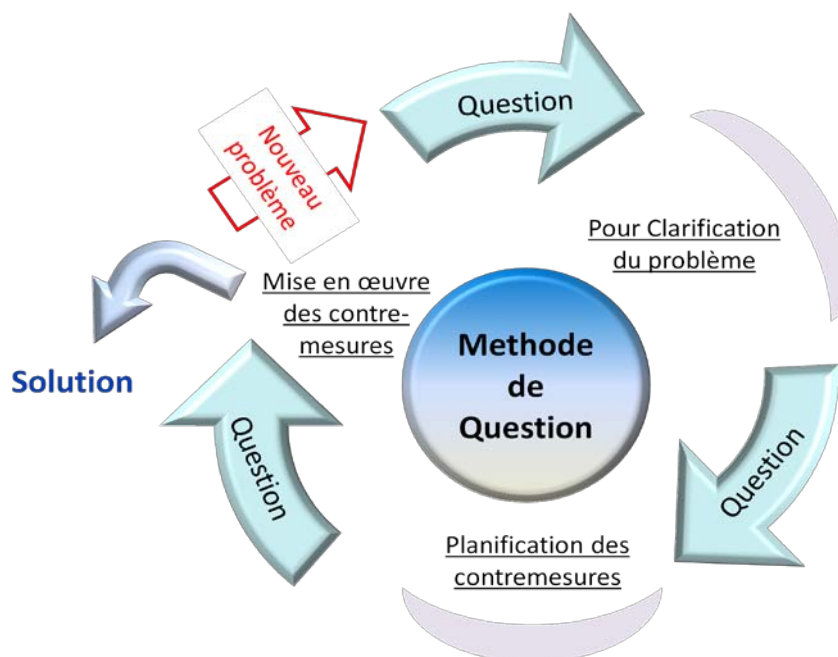 Question
Nouveau
problème
Pour Clarification
du problème
Mise en œuvre
des contre-
mesures
Solution
Methode
de
Question
Question
Question
Planification des
contremesures